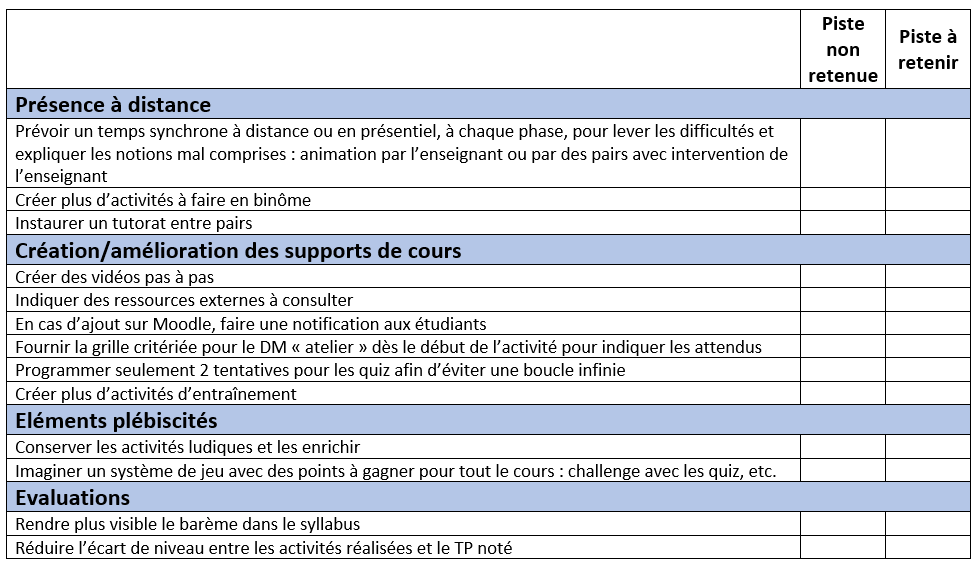 Piste
non
retenue
Piste à
retenir
Présence à distance
Prévoir un temps synchrone à distance ou en présentiel, à chaque phase, pour lever les difficultés et
expliquer les notions mal comprises : animation par l’enseignant ou par des pairs avec intervention de
l’enseignant
Créer plus d’activités à faire en binôme
Instaurer un tutorat entre pairs
Création/amélioration des supports de cours
Créer des vidéos pas à pas
Indiquer des ressources externes à consulter
En cas d’ajout sur Moodle, faire une notification aux étudiants
Fournir la grille critériée pour le DM « atelier » dès le début de l’activité pour indiquer les attendus
Programmer seulement 2 tentatives pour les quiz afin d’éviter une boucle infinie
Créer plus d’activités d’entraînement
Eléments plébiscités
Conserver les activités ludiques et les enrichir
Imaginer un système de jeu avec des points à gagner pour tout le cours : challenge avec les quiz, etc.
Evaluations
Rendre plus visible le barème dans le syllabus
Réduire l’écart de niveau entre les activités réalisées et le TP noté